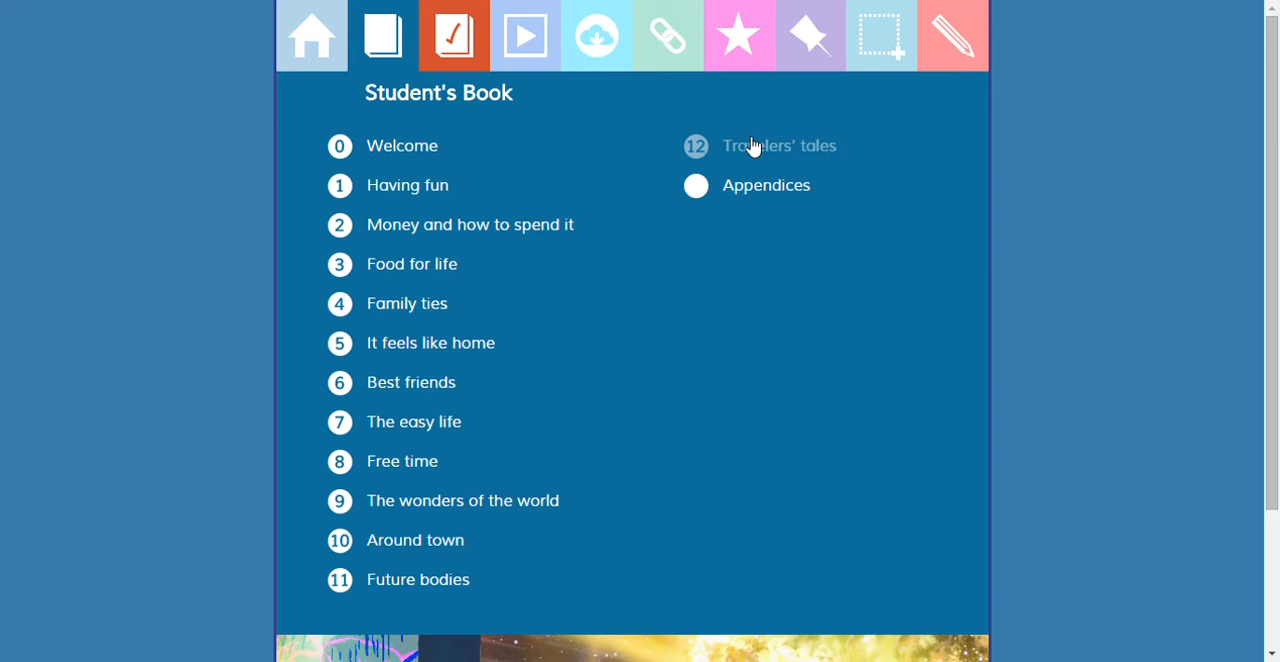 Student's Book
0 Welcome
1 Having fun
2 Money and how to spend it
3 Food for life
4 Family ties
5 It feels like home
6 Best friends
7 The easy life
8 Free time
9 The wonders of the world
10 Around town
11 Future bodies
12 Travelers' tales
Appendices